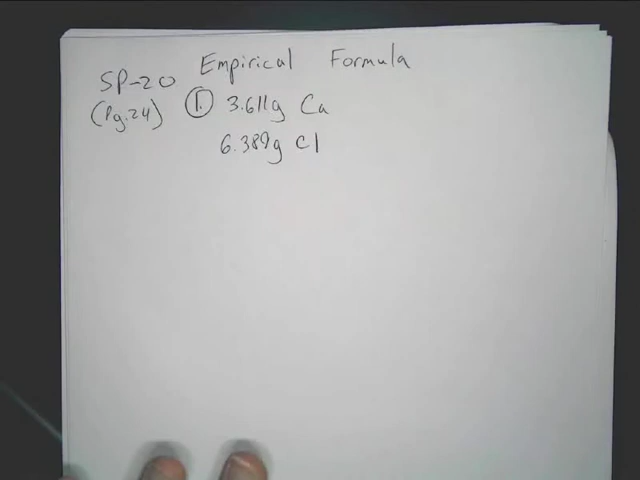 Empirical Formula
SP-20
(Pg.24) 1. 3.611g Ca
6.389g Cl